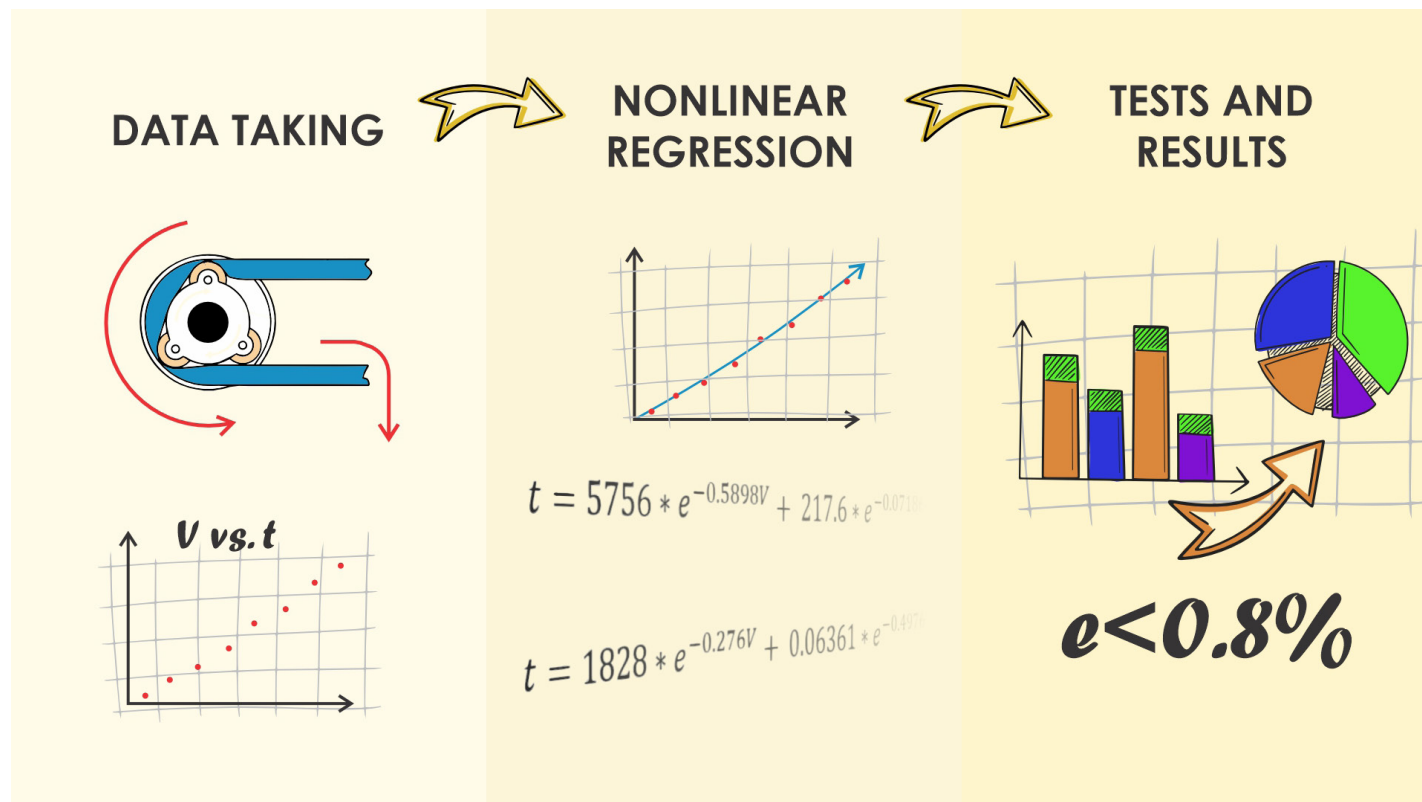 DATA TAKING
V vs. t
NONLINEAR
REGRESSION
t = 5756 * e^−0.5898V + 217.6 * e
t = 1828 * e^−0.276V + 0.06361 * e
TESTS AND
RESULTS
e<0.8%